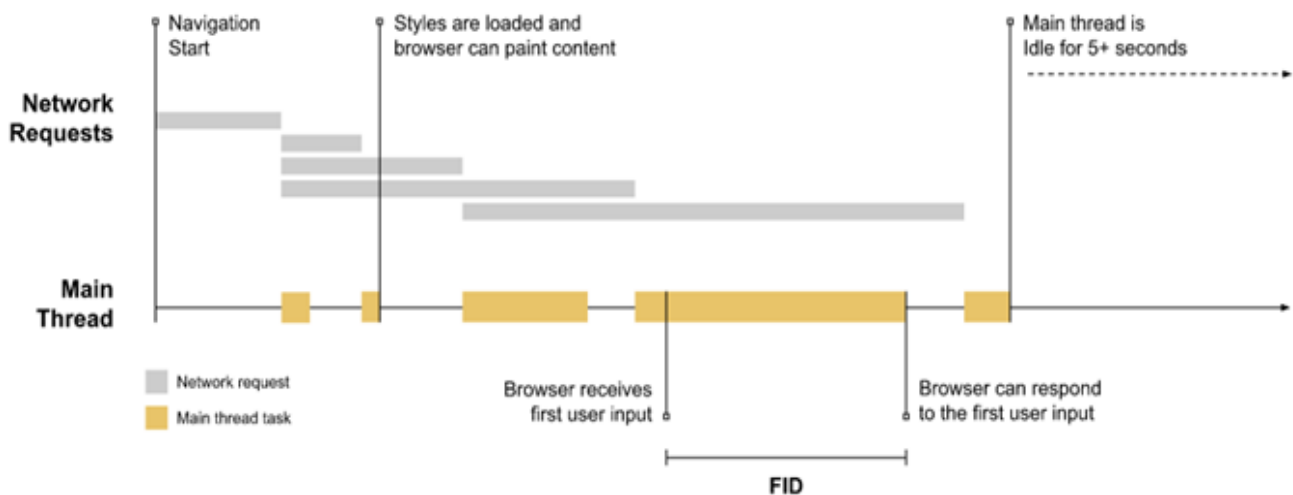 Navigation
Start
Styles are loaded and
browser can paint content
Main thread is
Idle for 5+ seconds
Network
Requests
Main
Thread
Network request
Main thread task
Browser receives
first user input
Browser can respond
to the first user input
FID